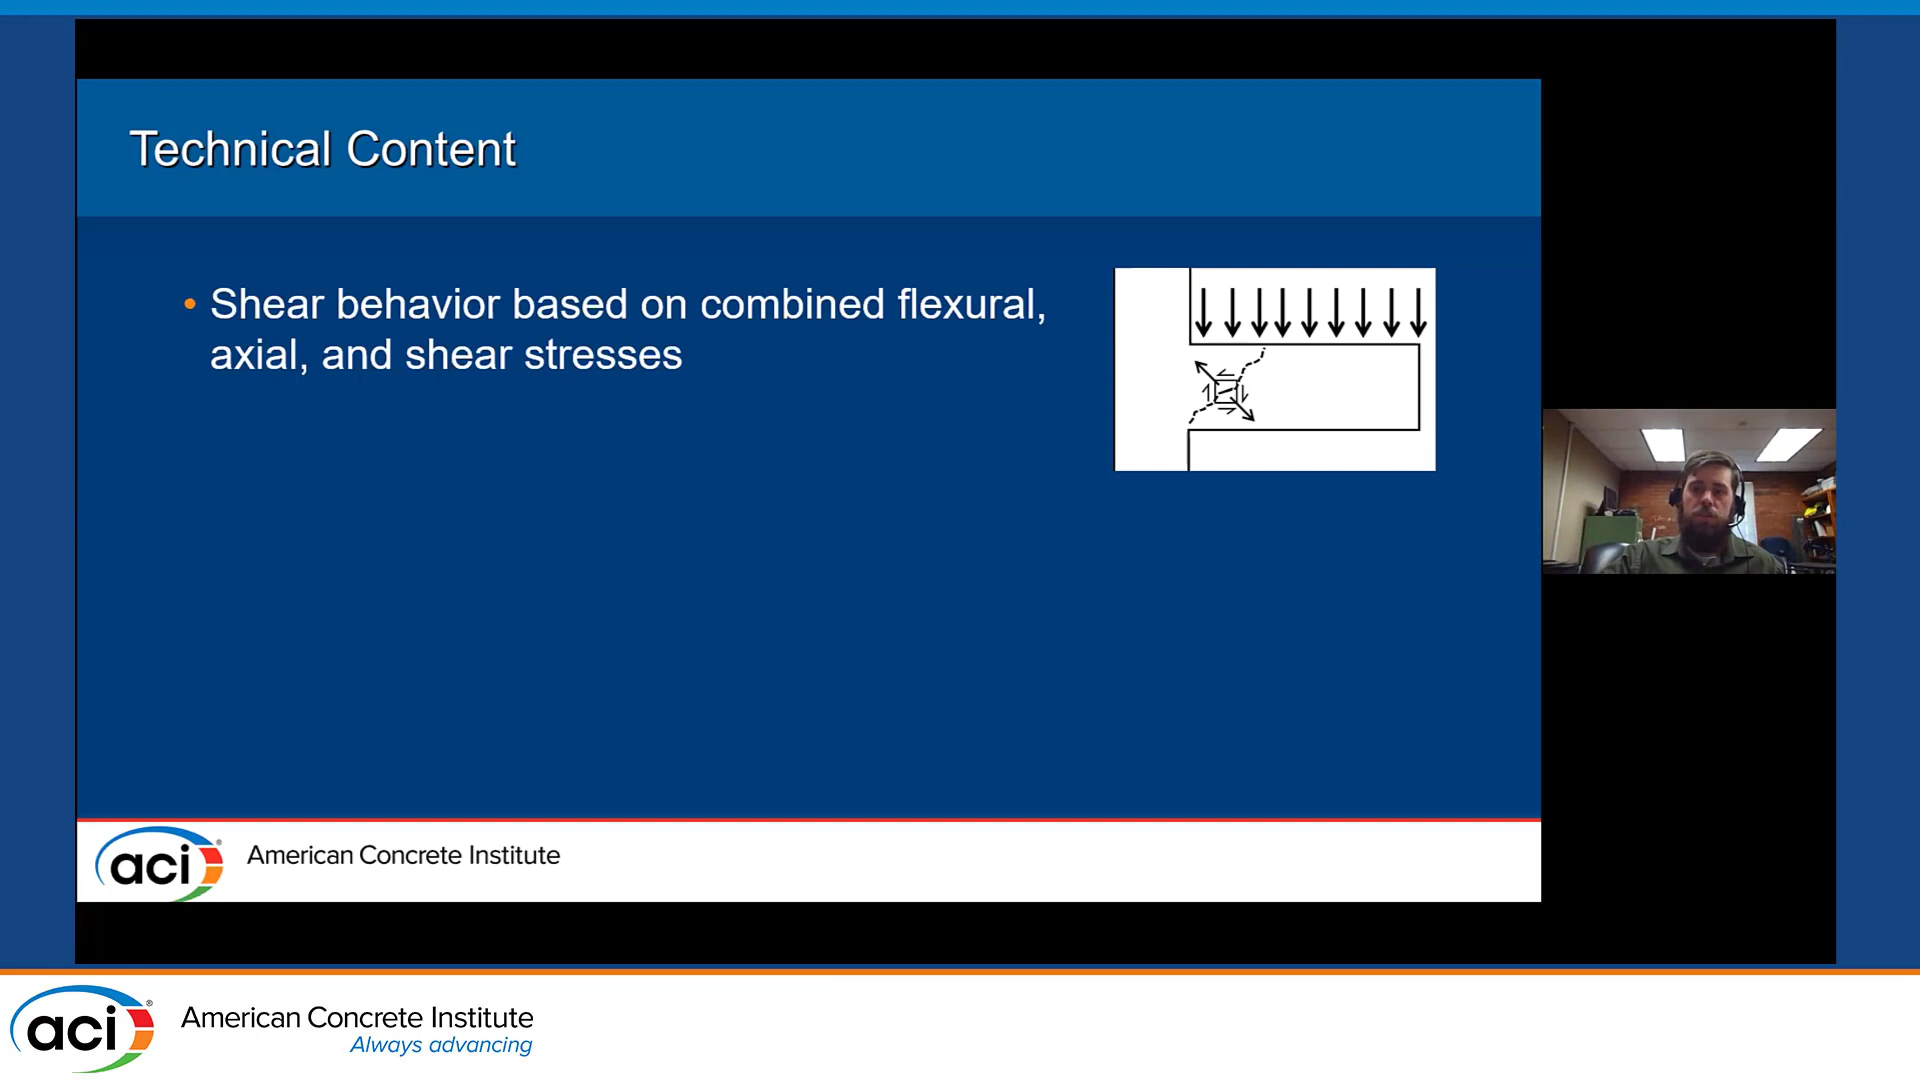 Technical Content
• Shear behavior based on combined flexural,
axial, and shear stresses
aci®
American Concrete Institute
aci®
American Concrete Institute
Always advancing